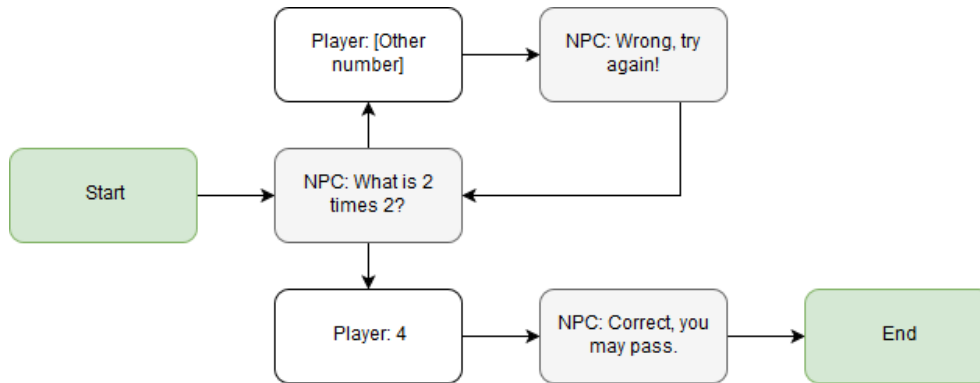 Player: [Other
number]
NPC: Wrong, try
again!
Start
NPC: What is 2
times 2?
Player: 4
NPC: Correct, you
may pass.
End